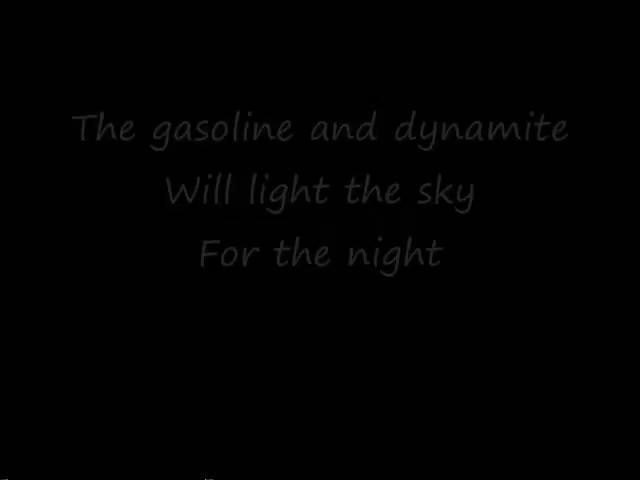 The gasoline and dynamite
Will light the sky
For the night